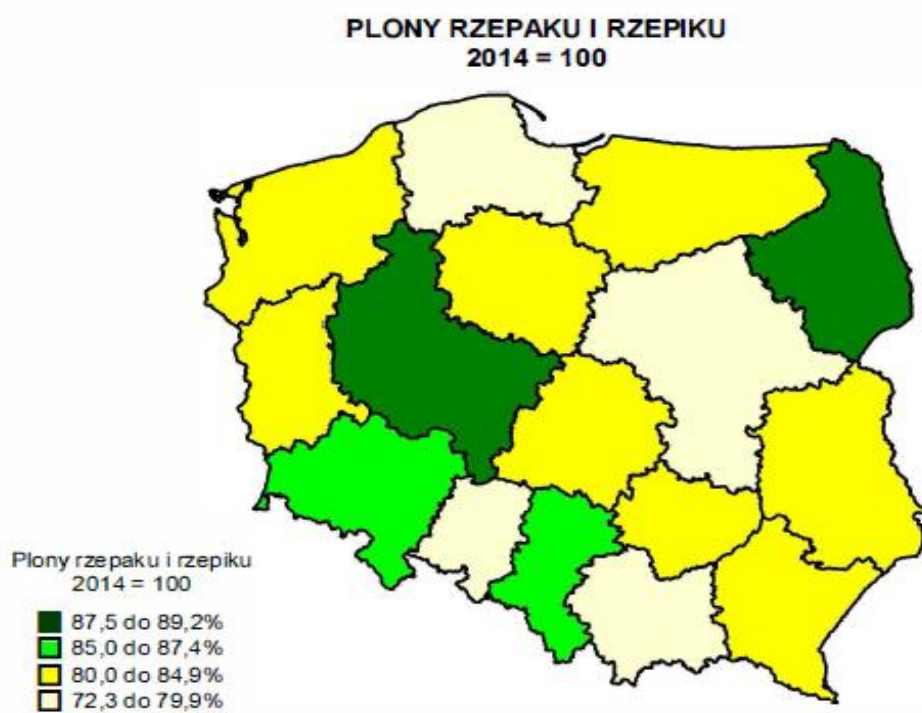 PLONY RZEPAKU I RZEPIKU
2014 = 100
Plony rzepaku i rzepiku
2014 = 100
87,5 do 89,2%
85,0 do 87,4%
80,0 do 84,9%
72,3 do 79,9%